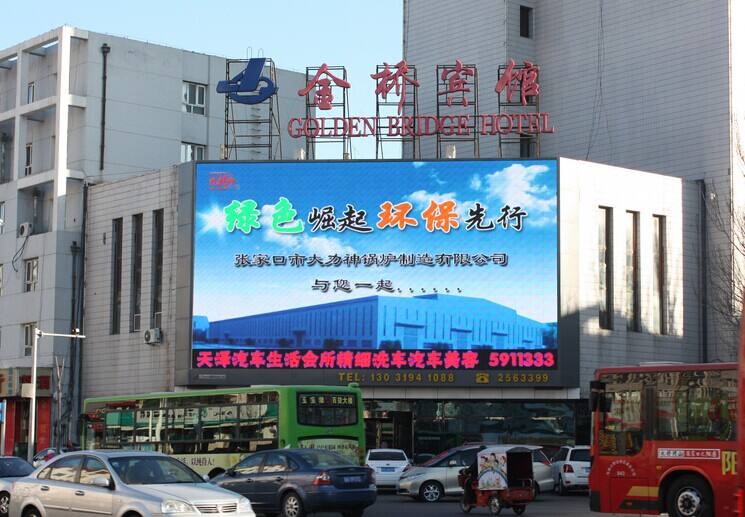 金桥宾馆
GOLDEN BRIDGE HOTEL
绿色崛起 环保先行
张家口市大力神锅炉制造有限公司
与您一起......
天泽汽车生活会所精细洗车汽车美容 5911333
TEL: 130 3194 1088 ☎ 2563399